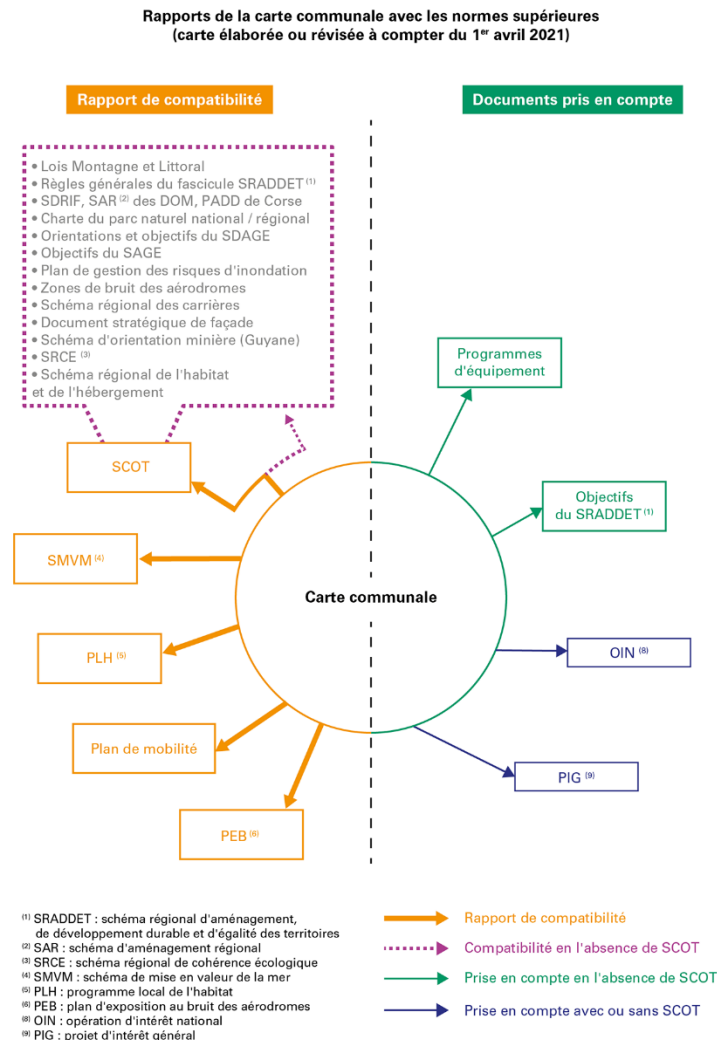 Rapports de la carte communale avec les normes supérieures
(carte élaborée ou révisée à compter du 1er avril 2021)
Rapport de compatibilité
Documents pris en compte
• Lois Montagne et Littoral
• Règles générales du fascicule SRADDET (1)
• SDRIF, SAR (2) des DOM, PADD de Corse
• Charte du parc naturel national / régional
• Orientations et objectifs du SDAGE
• Objectifs du SAGE
• Plan de gestion des risques d'inondation
• Zones de bruit des aérodromes
• Schéma régional des carrières
• Document stratégique de façade
• Schéma d'orientation minière (Guyane)
• SRCE (3)
• Schéma régional de l'habitat
et de l'hébergement
Programmes
d'équipement
SCOT
Objectifs
du SRADDET (1)
SMVM (4)
Carte communale
PLH (5)
OIN (8)
Plan de mobilité
PIG (9)
PEB (6)
(1) SRADDET : schéma régional d'aménagement,
de développement durable et d'égalité des territoires
(2) SAR : schéma d'aménagement régional
(3) SRCE : schéma régional de cohérence écologique
(4) SMVM : schéma de mise en valeur de la mer
(5) PLH : programme local de l'habitat
(6) PEB : plan d'exposition au bruit des aérodromes
(8) OIN : opération d'intérêt national
(9) PIG : projet d'intérêt général
Rapport de compatibilité
Compatibilité en l'absence de SCOT
Prise en compte en l'absence de SCOT
Prise en compte avec ou sans SCOT